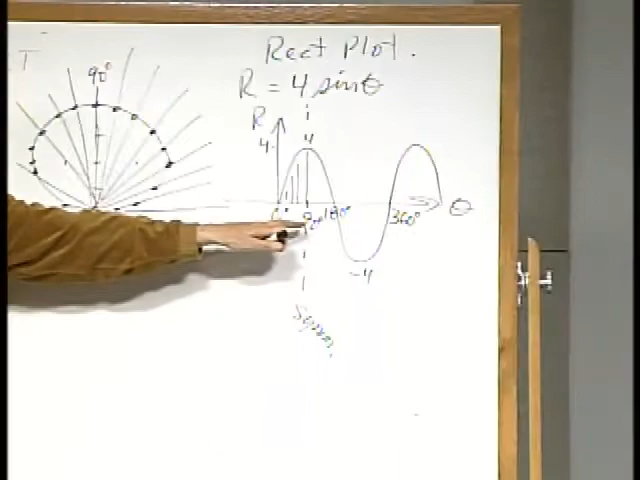 Rect Plot.
R = 4 sinθ
T
90°
R
4
4
180°
360°
θ
-4